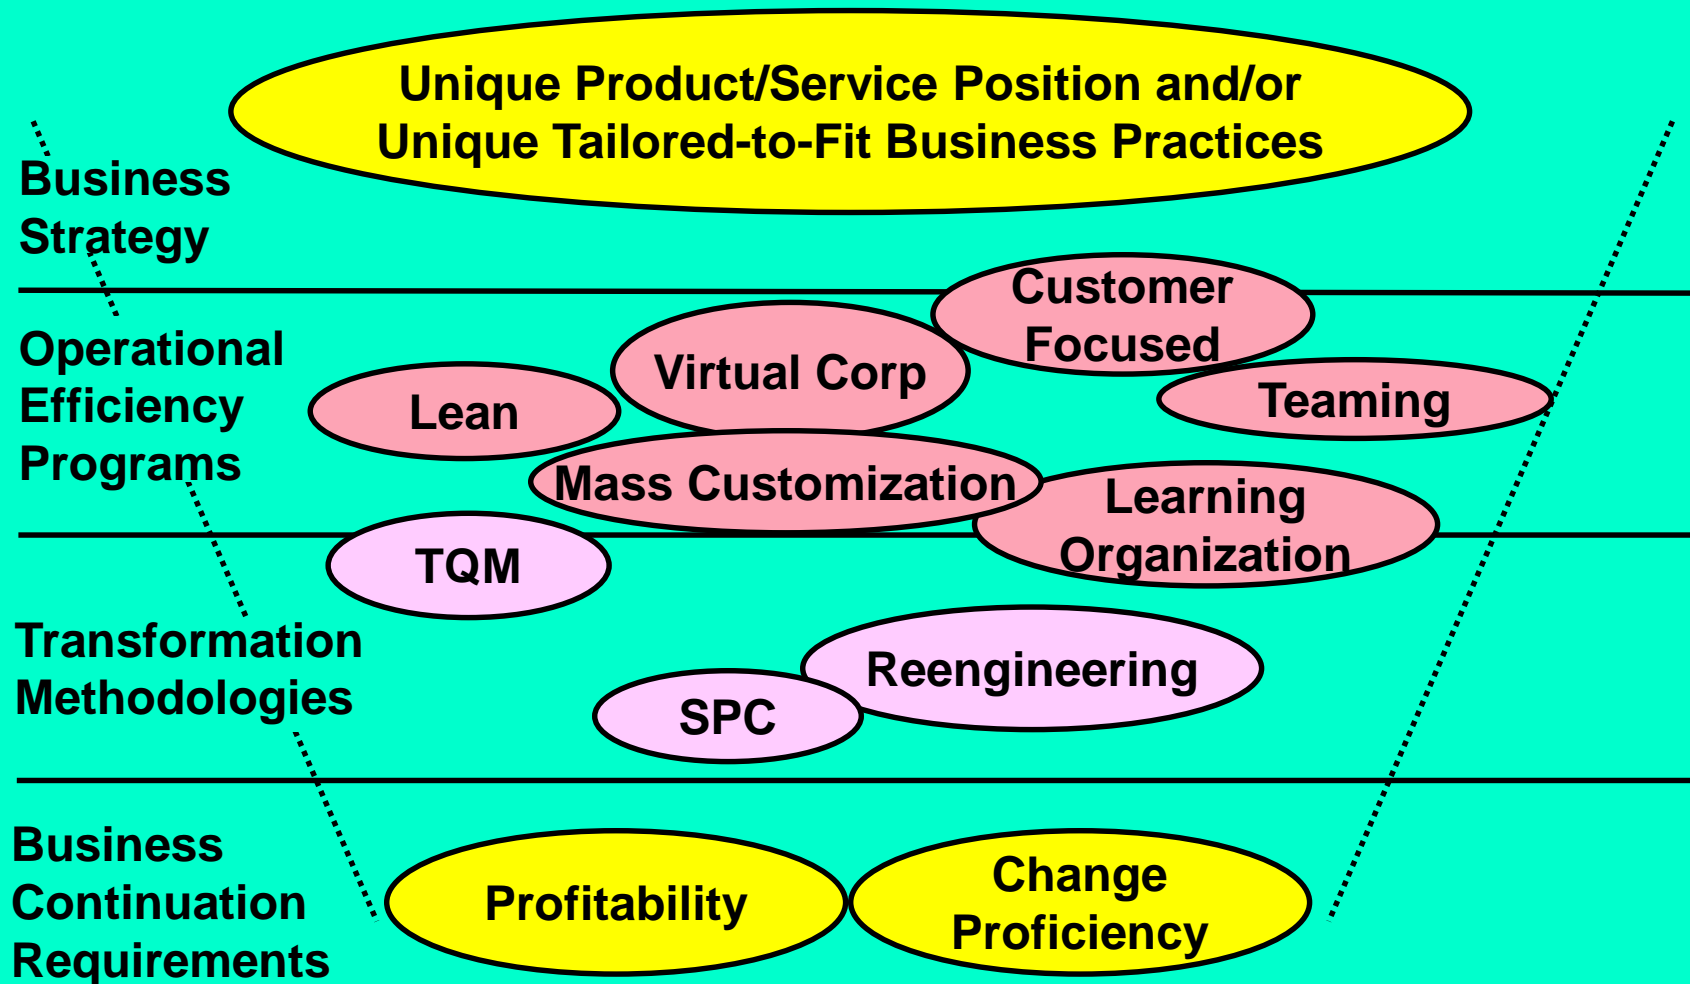 Unique Product/Service Position and/or
Unique Tailored-to-Fit Business Practices
Business
Strategy
Customer
Focused
Operational
Efficiency
Programs
Virtual Corp
Lean
Teaming
Mass Customization
Learning
Organization
TQM
Transformation
Methodologies
Reengineering
SPC
Business
Continuation
Requirements
Profitability
Change
Proficiency